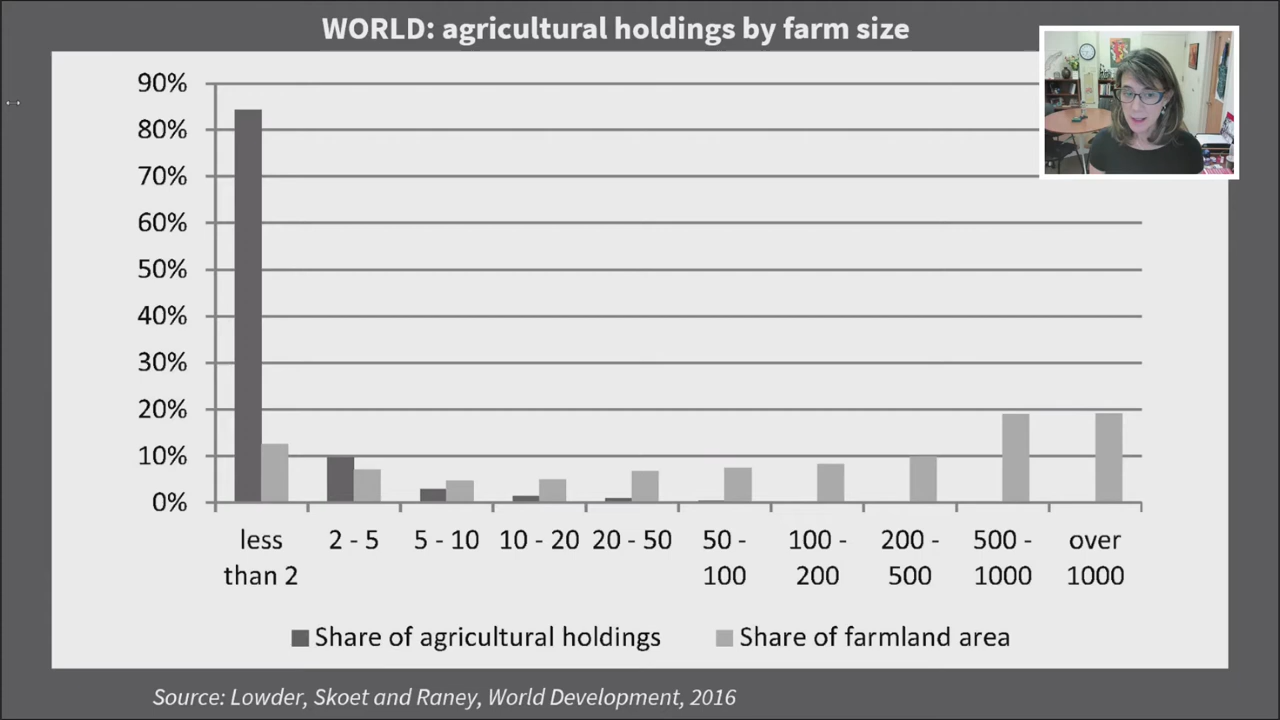 WORLD: agricultural holdings by farm size
90%
80%
70%
60%
50%
40%
30%
20%
10%
0%
less than 2
2 - 5
5 - 10
10 - 20
20 - 50
50 - 100
100 - 200
200 - 500
500 - 1000
over 1000
Share of agricultural holdings
Share of farmland area
Source: Lowder, Skoet and Raney, World Development, 2016